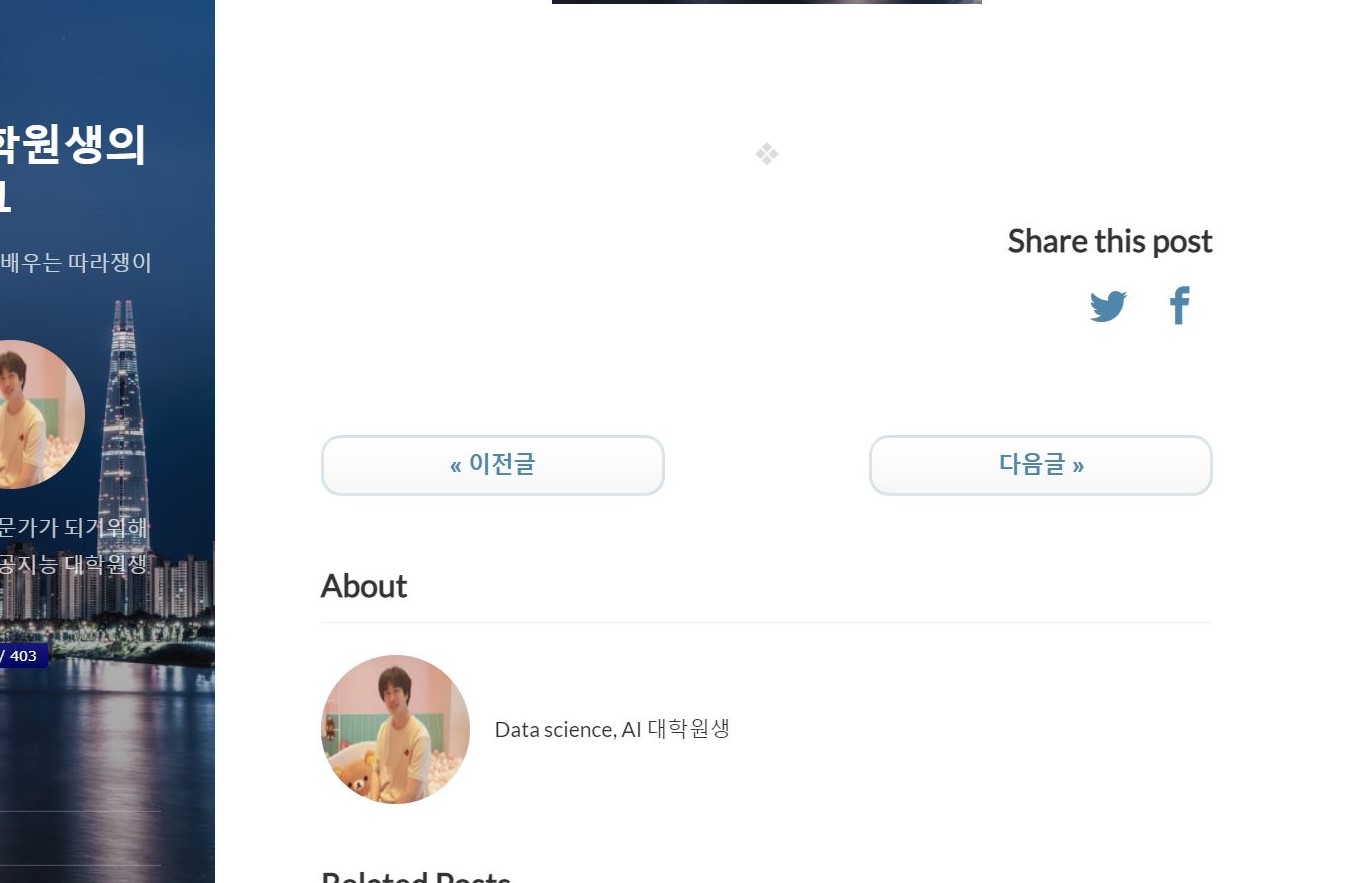 학원생의
배우는 따라쟁이
문가가 되기위해
공지능 대학원생
/ 403
Share this post
« 이전글
다음글 »
About
Data science, AI 대학원생
Related Posts